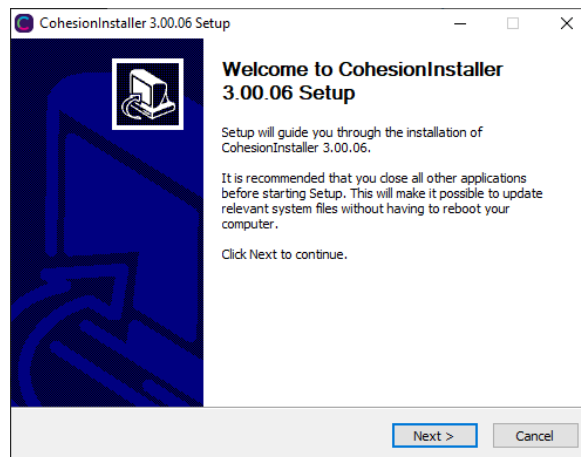 CohesionInstaller 3.00.06 Setup
Welcome to CohesionInstaller
3.00.06 Setup
Setup will guide you through the installation of
CohesionInstaller 3.00.06.
It is recommended that you close all other applications
before starting Setup. This will make it possible to update
relevant system files without having to reboot your
computer.
Click Next to continue.
Next >
Cancel